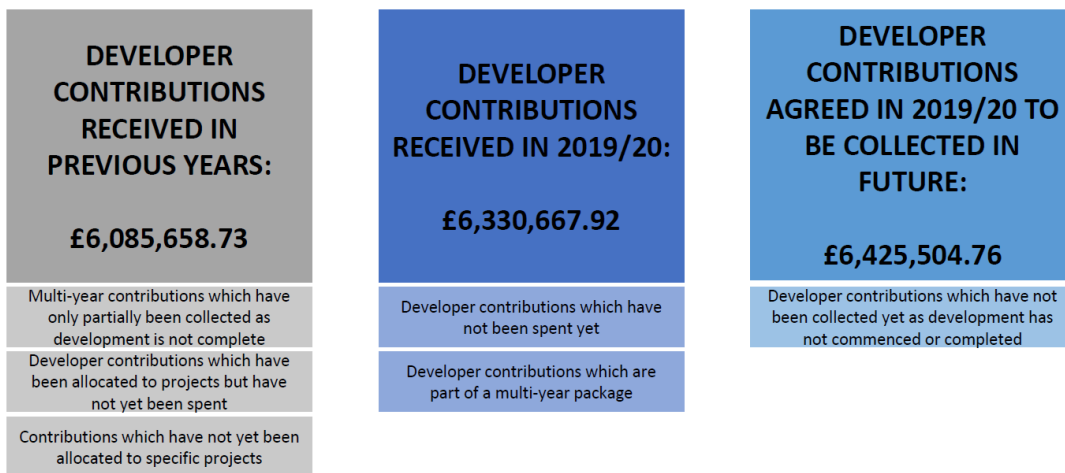 DEVELOPER
CONTRIBUTIONS
RECEIVED IN
PREVIOUS YEARS:
£6,085,658.73
Multi-year contributions which have
only partially been collected as
development is not complete
Developer contributions which have
been allocated to projects but have
not yet been spent
Contributions which have not yet been
allocated to specific projects
DEVELOPER
CONTRIBUTIONS
RECEIVED IN 2019/20:
£6,330,667.92
Developer contributions which have
not been spent yet
Developer contributions which are
part of a multi-year package
DEVELOPER
CONTRIBUTIONS
AGREED IN 2019/20 TO
BE COLLECTED IN
FUTURE:
£6,425,504.76
Developer contributions which have not
been collected yet as development has
not commenced or completed